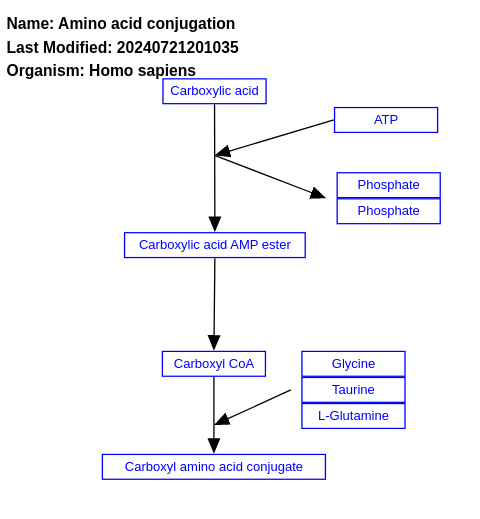 Name: Amino acid conjugation
Last Modified: 20240721201035
Organism: Homo sapiens
Carboxylic acid
ATP
Phosphate
Phosphate
Carboxylic acid AMP ester
Carboxyl CoA
Glycine
Taurine
L-Glutamine
Carboxyl amino acid conjugate